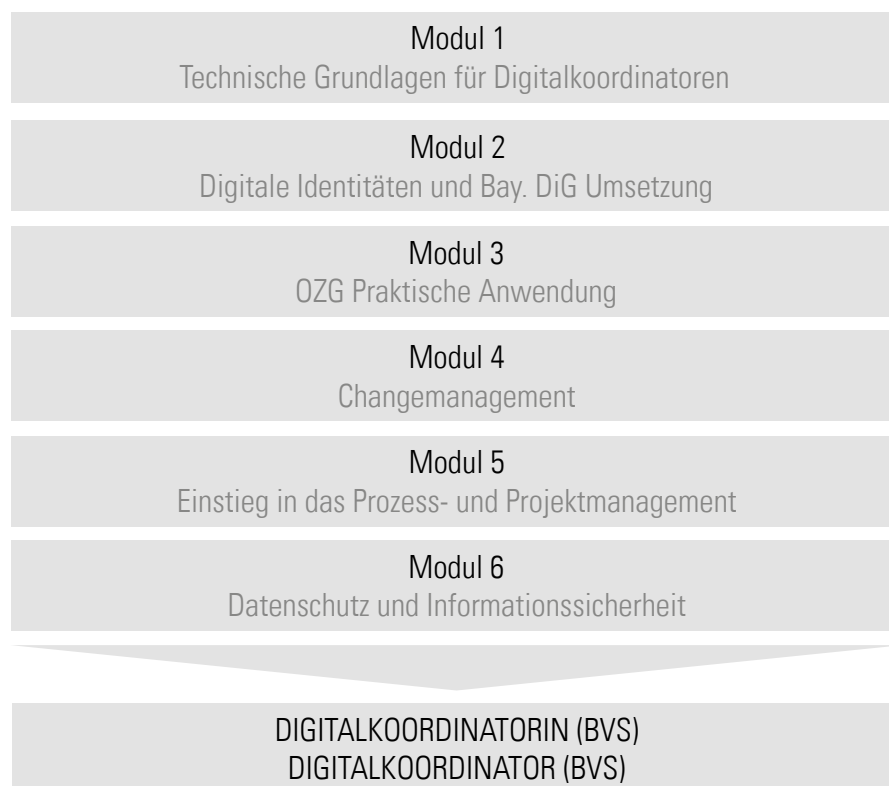 Modul 1
Technische Grundlagen für Digitalkoordinatoren
Modul 2
Digitale Identitäten und Bay. DiG Umsetzung
Modul 3
OZG Praktische Anwendung
Modul 4
Changemanagement
Modul 5
Einstieg in das Prozess- und Projektmanagement
Modul 6
Datenschutz und Informationssicherheit
DIGITALKOORDINATORIN (BVS)
DIGITALKOORDINATOR (BVS)